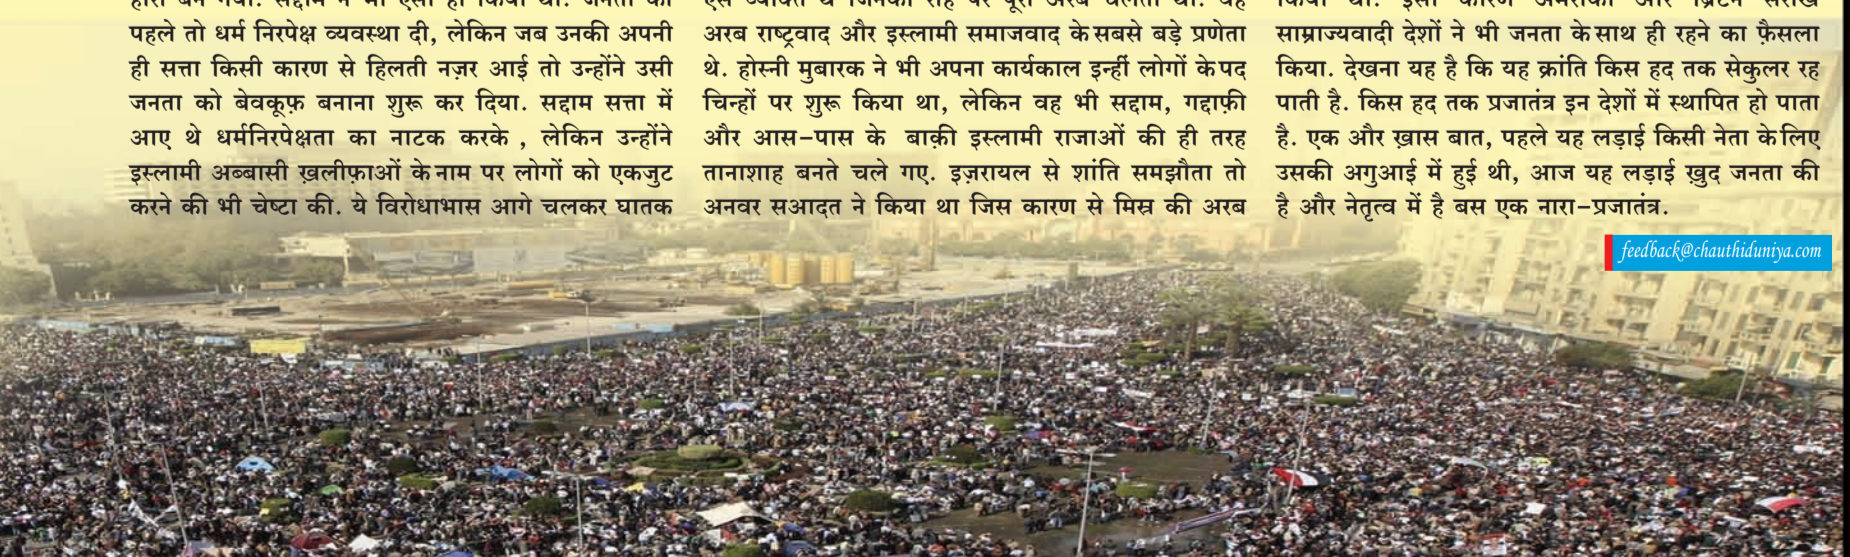 पहले तो धर्म निरपेक्ष व्यवस्था दी, लेकिन जब उनकी अपनी
ही सत्ता किसी कारण से हिलती नज़र आई तो उन्होंने उसी
जनता को बेवकूफ़ बनाना शुरू कर दिया. सद्दाम सत्ता में
आए थे धर्मनिरपेक्षता का नाटक करके , लेकिन उन्होंने
इस्लामी अब्बासी ख़लीफ़ाओं के नाम पर लोगों को एकजुट
करने की भी चेष्टा की. ये विरोधाभास आगे चलकर घातक
अरब राष्ट्रवाद और इस्लामी समाजवाद के सबसे बड़े प्रणेता
थे. होस्नी मुबारक ने भी अपना कार्यकाल इन्हीं लोगों के पद
चिन्हों पर शुरू किया था, लेकिन वह भी सद्दाम, गद्दाफ़ी
और आस-पास के बाक़ी इस्लामी राजाओं की ही तरह
तानाशाह बनते चले गए. इज़रायल से शांति समझौता तो
अनवर सआदत ने किया था जिस कारण से मिस्र की अरब
साम्राज्यवादी देशों ने भी जनता के साथ ही रहने का फ़ैसला
किया. देखना यह है कि यह क्रांति किस हद तक सेकुलर रह
पाती है. किस हद तक प्रजातंत्र इन देशों में स्थापित हो पाता
है. एक और ख़ास बात, पहले यह लड़ाई किसी नेता के लिए
उसकी अगुआई में हुई थी, आज यह लड़ाई ख़ुद जनता की
है और नेतृत्व में है बस एक नारा-प्रजातंत्र.
feedback@chauthiduniya.com